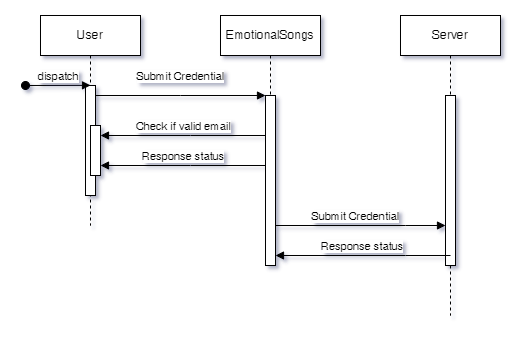 User
EmotionalSongs
Server
dispatch
Submit Credential
Check if valid email
Response status
Submit Credential
Response status